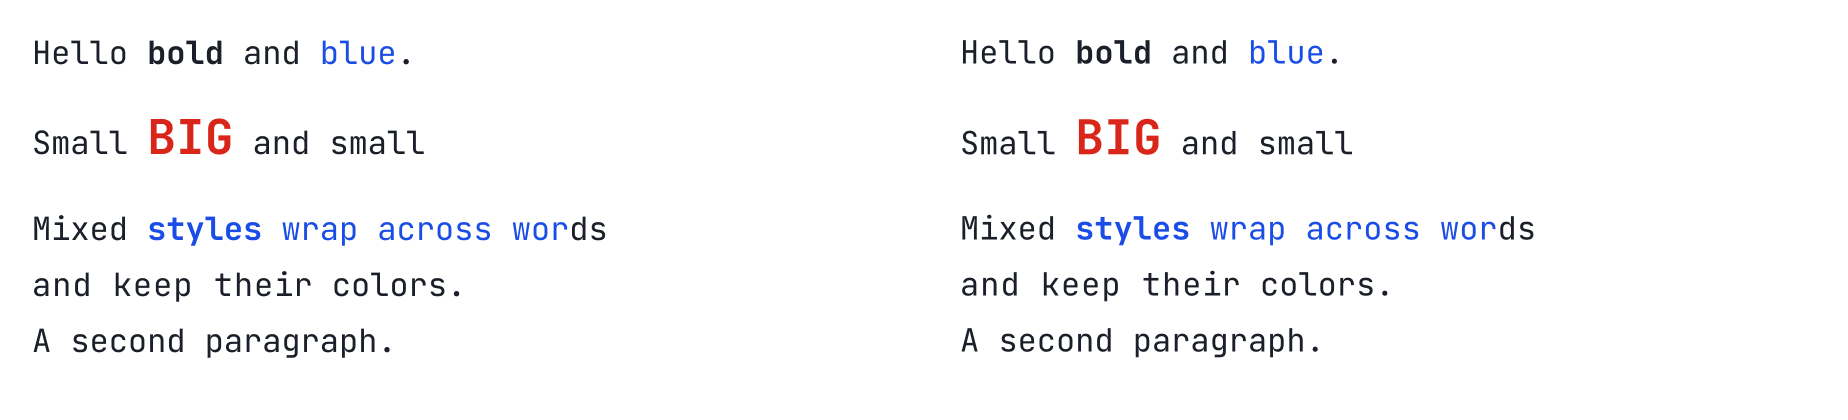 Hello bold and blue.
Small BIG and small
Mixed styles wrap across words
and keep their colors.
A second paragraph.
Hello bold and blue.
Small BIG and small
Mixed styles wrap across words
and keep their colors.
A second paragraph.